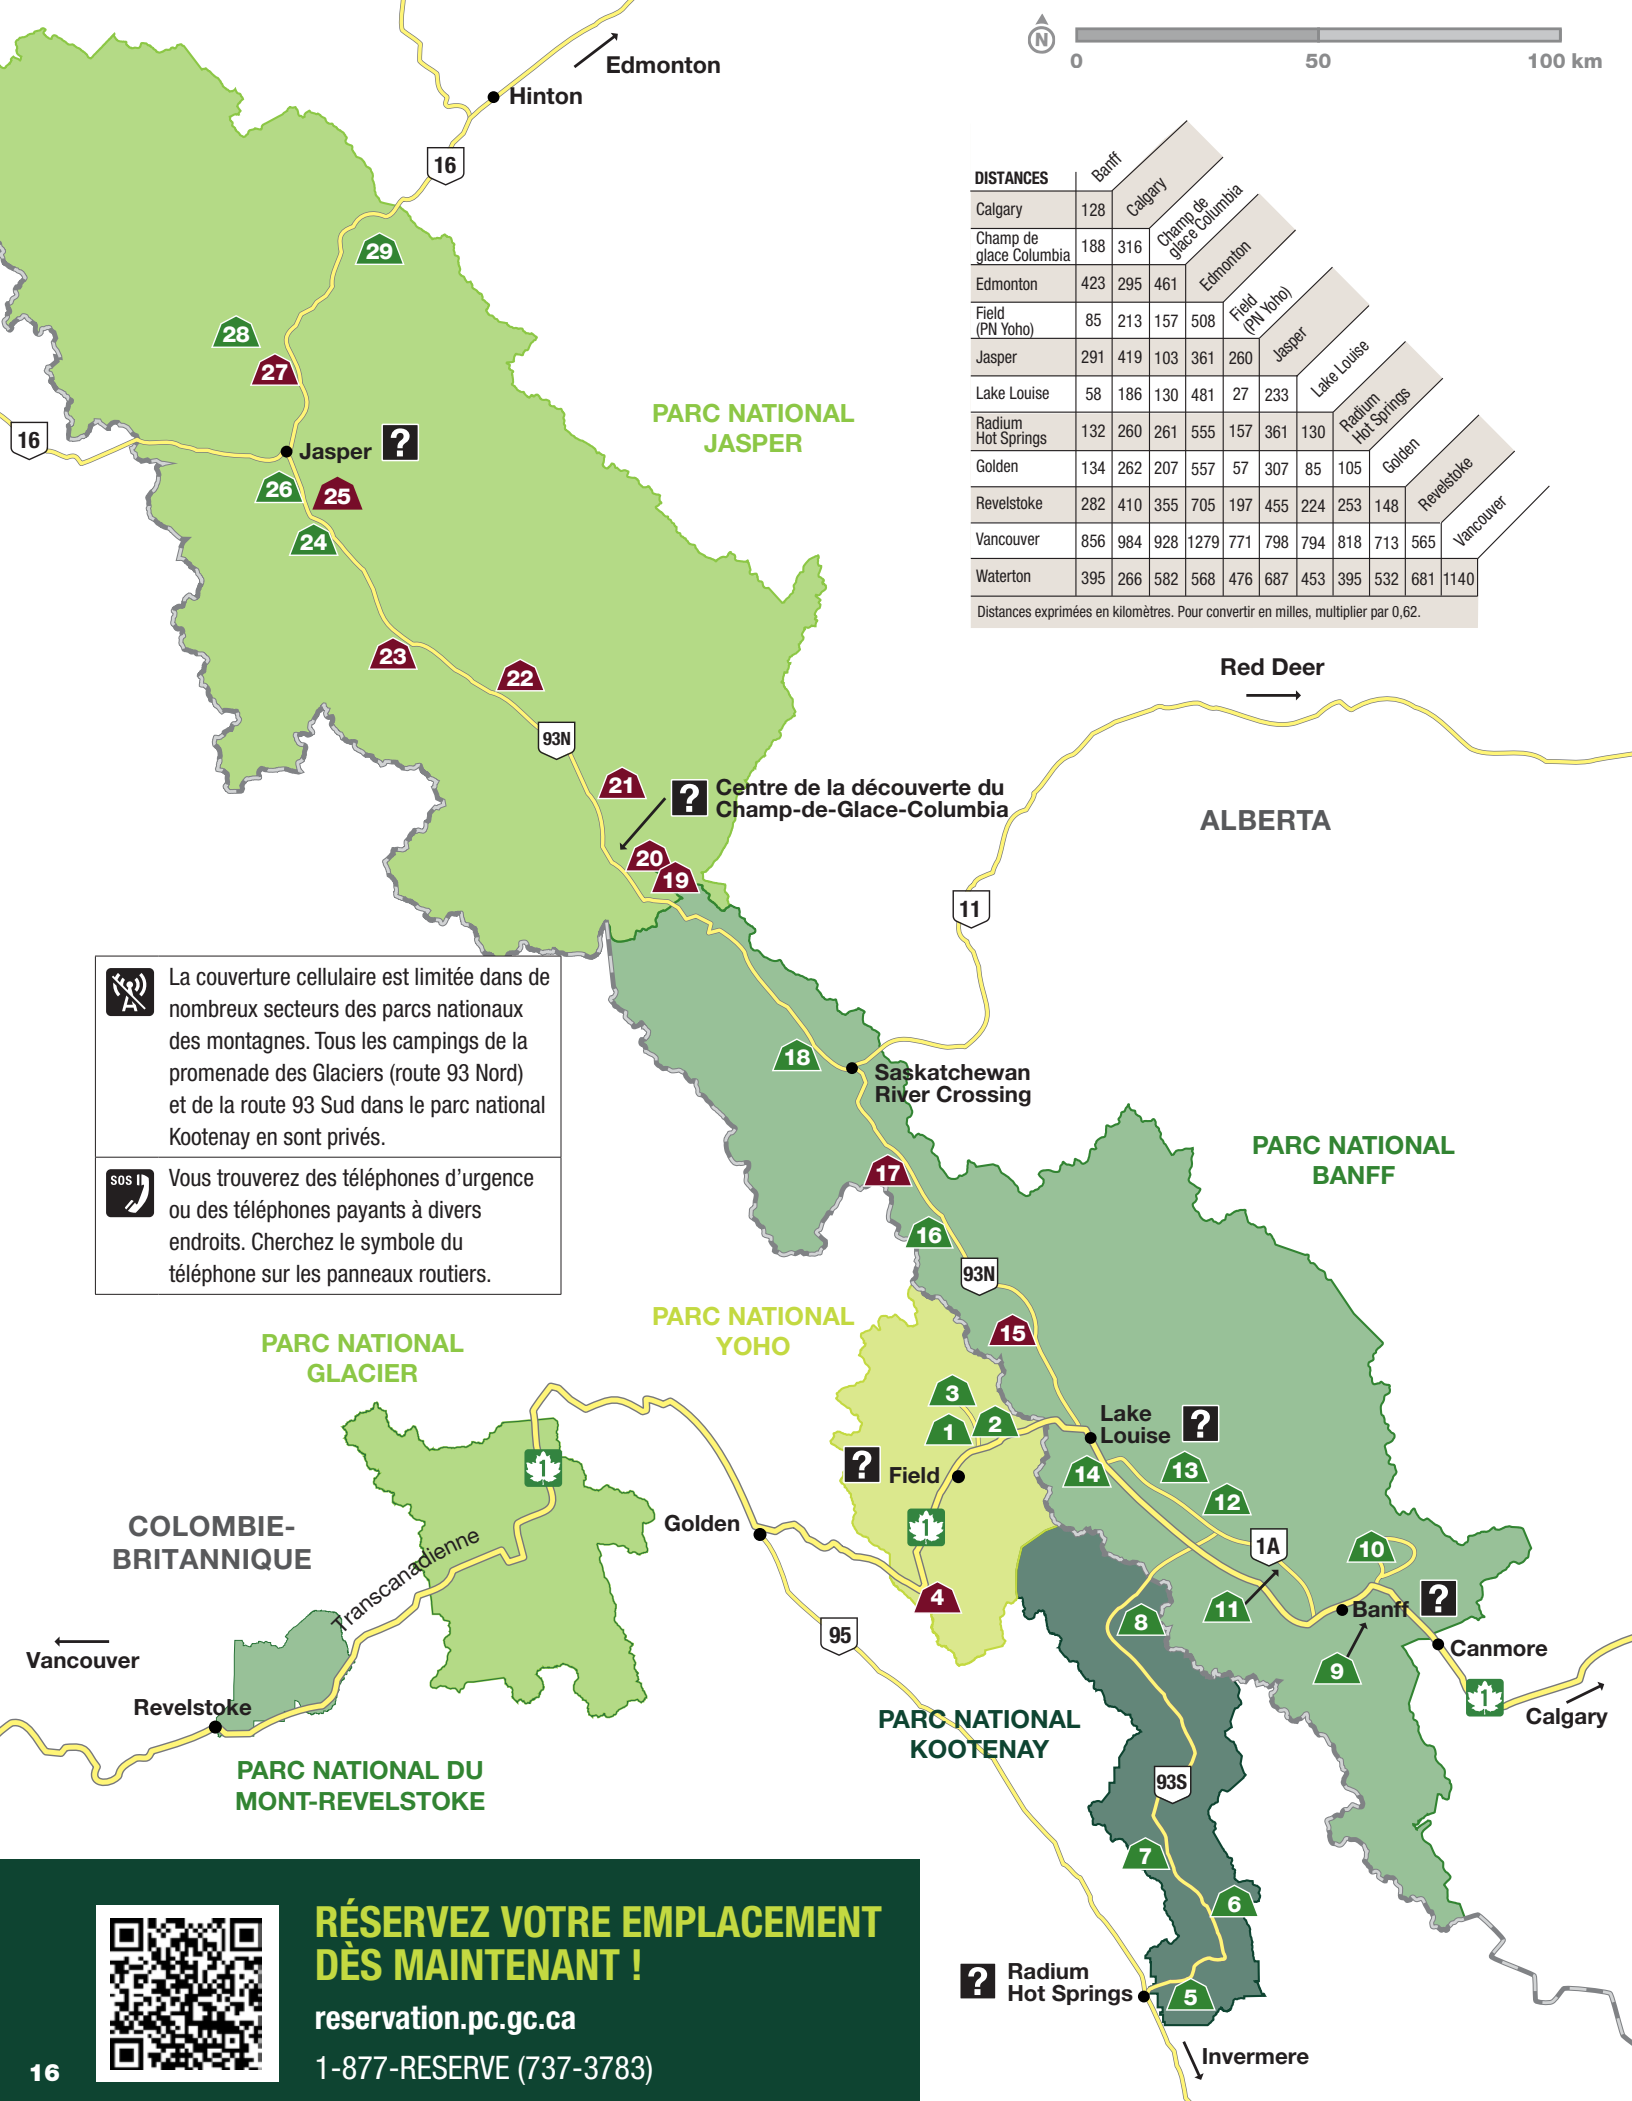 Edmonton
Hinton
N
0 50 100 km
16
DISTANCES
Banff
Calgary
Champ de
glace Columbia
Edmonton
Field
(PN Yoho)
Jasper
Lake Louise
Radium
Hot Springs
Golden
Revelstoke
Vancouver
Calgary 128
Champ de
glace Columbia 188 316
Edmonton 423 295 461
Field
(PN Yoho) 85 213 157 508
Jasper 291 419 103 361 260
Lake Louise 58 186 130 481 27 233
Radium
Hot Springs 132 260 261 555 157 361 130
Golden 134 262 207 557 57 307 85 105
Revelstoke 282 410 355 705 197 455 224 253 148
Vancouver 856 984 928 1279 771 798 794 818 713 565
Waterton 395 266 582 568 476 687 453 395 532 681 1140
Distances exprimées en kilomètres. Pour convertir en milles, multiplier par 0,62.
29
28
27
PARC NATIONAL
JASPER
16
Jasper ?
26
25
24
23
22
93N
Red Deer
21
? Centre de la découverte du
Champ-de-Glace-Columbia
ALBERTA
20
19
11
La couverture cellulaire est limitée dans de
nombreux secteurs des parcs nationaux
des montagnes. Tous les campings de la
promenade des Glaciers (route 93 Nord)
et de la route 93 Sud dans le parc national
Kootenay en sont privés.
SOS
Vous trouverez des téléphones d’urgence
ou des téléphones payants à divers
endroits. Cherchez le symbole du
téléphone sur les panneaux routiers.
18
Saskatchewan
River Crossing
PARC NATIONAL
BANFF
17
16
93N
PARC NATIONAL
YOHO
15
PARC NATIONAL
GLACIER
3
1
2
Lake
Louise ?
? Field
14
13
12
1
1
Golden
COLOMBIE-
BRITANNIQUE
Transcanadienne
1A
10
4
11
Banff ?
8
95
Vancouver
Canmore
9
Revelstoke
1
Calgary
PARC NATIONAL
KOOTENAY
PARC NATIONAL DU
MONT-REVELSTOKE
93S
7
6
? Radium
Hot Springs
5
Invermere
RÉSERVEZ VOTRE EMPLACEMENT
DÈS MAINTENANT !
reservation.pc.gc.ca
1-877-RESERVE (737-3783)
16